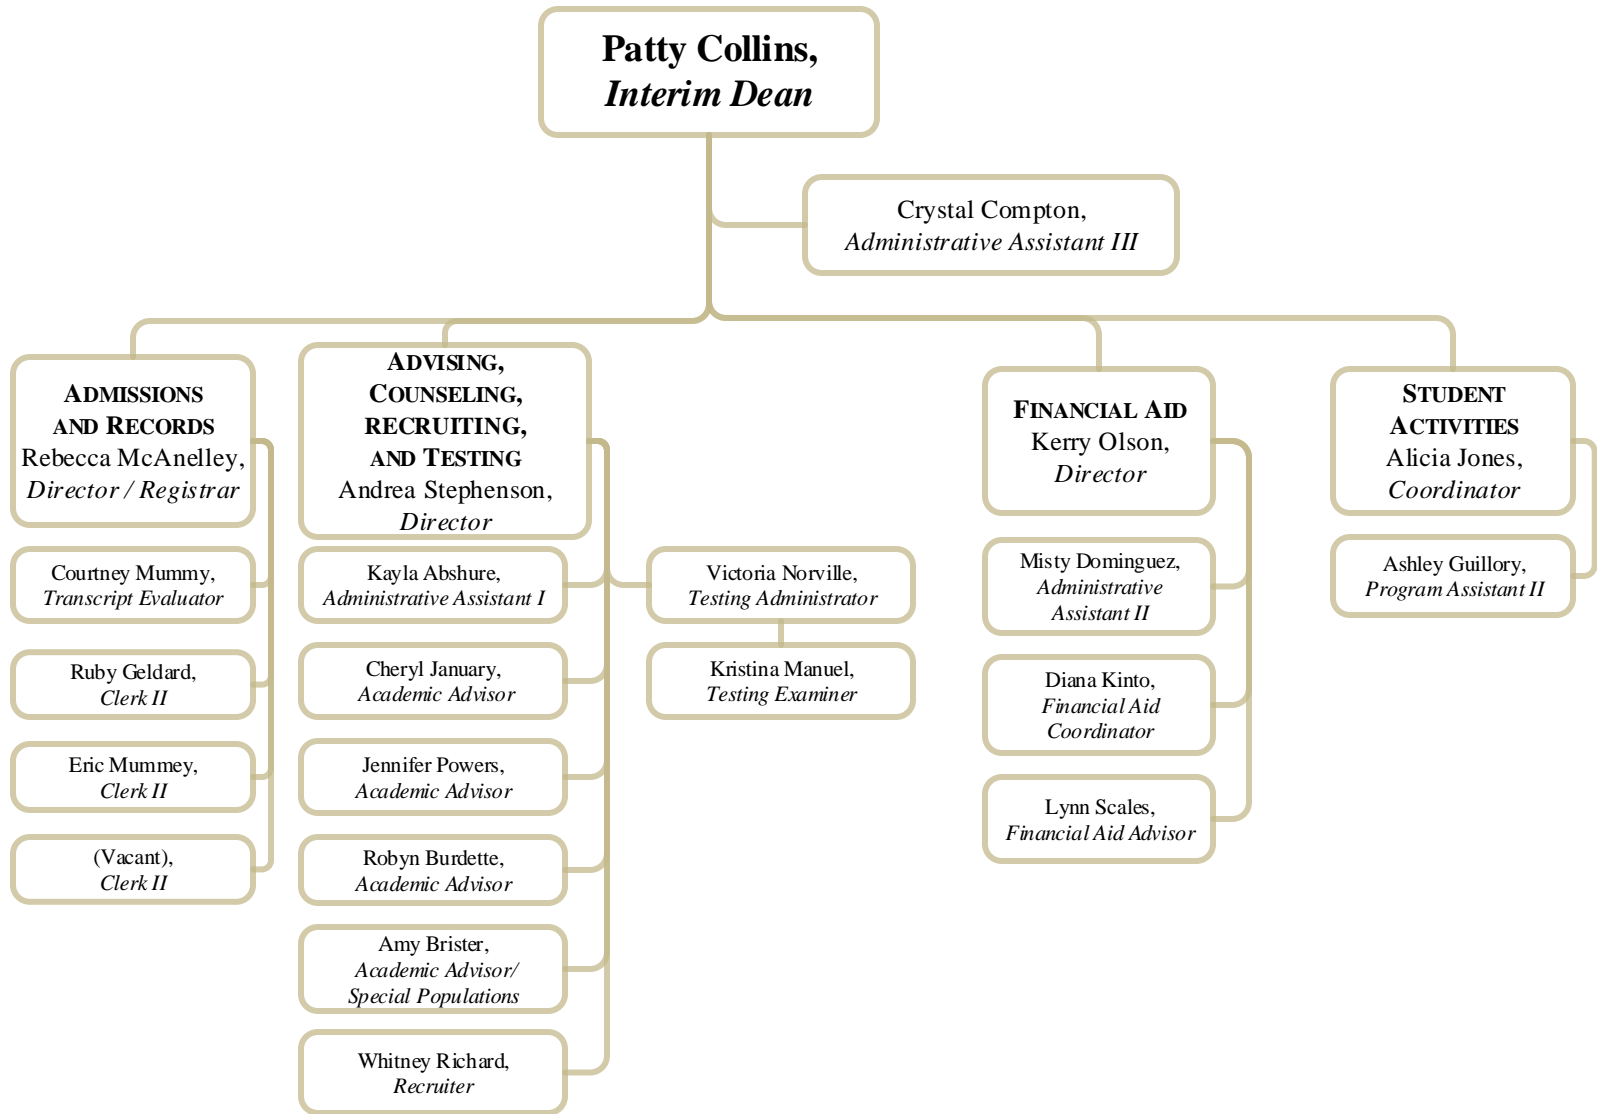 Patty Collins,
Interim Dean
Crystal Compton,
Administrative Assistant III
ADMISSIONS
AND RECORDS
Rebecca McAnelley,
Director / Registrar
Courtney Mummy,
Transcript Evaluator
Ruby Geldard,
Clerk II
Eric Mummey,
Clerk II
(Vacant),
Clerk II
ADVISING,
COUNSELING,
RECRUITING,
AND TESTING
Andrea Stephenson,
Director
Kayla Abshure,
Administrative Assistant I
Cheryl January,
Academic Advisor
Jennifer Powers,
Academic Advisor
Robyn Burdette,
Academic Advisor
Amy Brister,
Academic Advisor/
Special Populations
Whitney Richard,
Recruiter
Victoria Norville,
Testing Administrator
Kristina Manuel,
Testing Examiner
FINANCIAL AID
Kerry Olson,
Director
Misty Dominguez,
Administrative
Assistant II
Diana Kinto,
Financial Aid
Coordinator
Lynn Scales,
Financial Aid Advisor
STUDENT
ACTIVITIES
Alicia Jones,
Coordinator
Ashley Guillory,
Program Assistant II